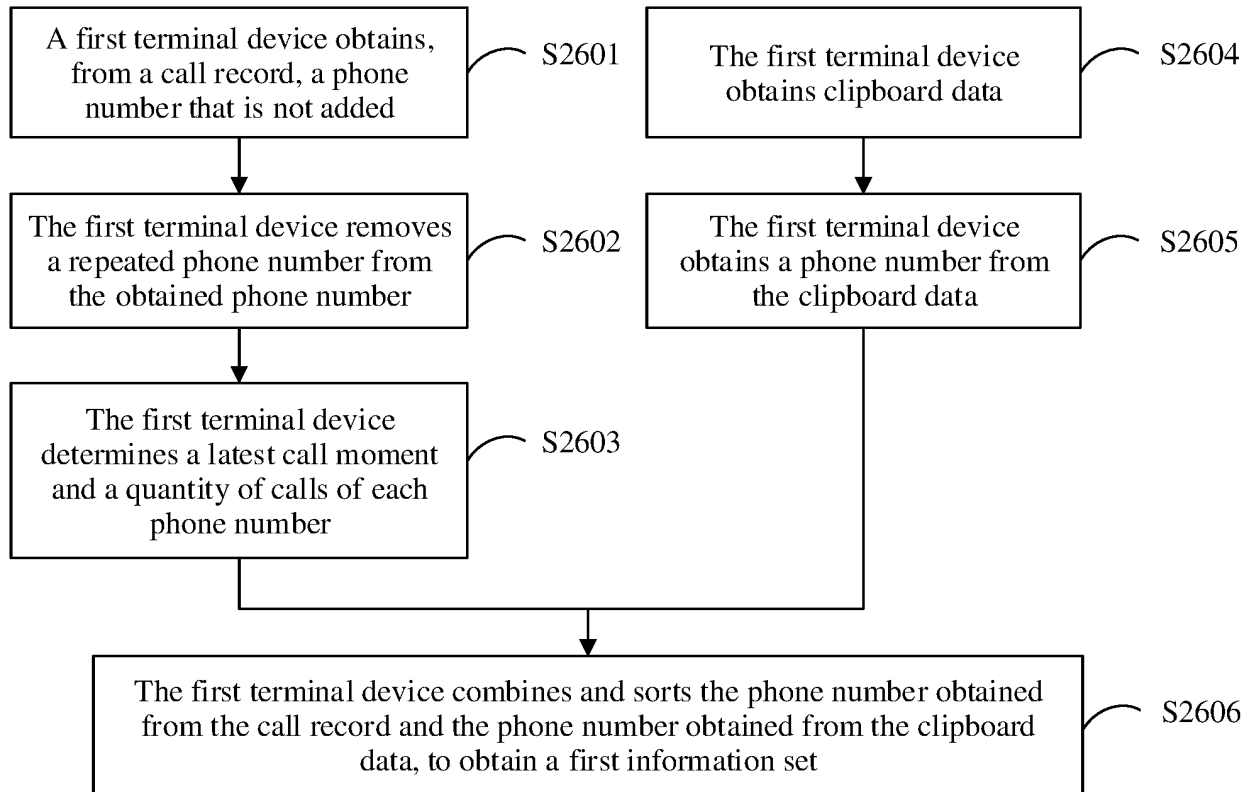 A first terminal device obtains,
from a call record, a phone
number that is not added
S2601
The first terminal device removes
a repeated phone number from
the obtained phone number
S2602
The first terminal device
determines a latest call moment
and a quantity of calls of each
phone number
S2603
The first terminal device
obtains clipboard data
S2604
The first terminal device
obtains a phone number from
the clipboard data
S2605
The first terminal device combines and sorts the phone number obtained
from the call record and the phone number obtained from the clipboard
data, to obtain a first information set
S2606